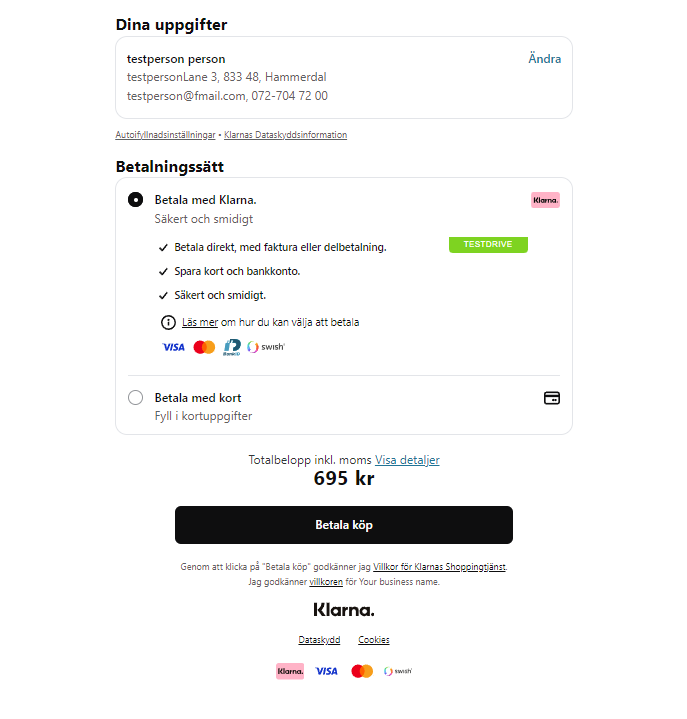 Dina uppgifter
testperson person
Ändra
testpersonLane 3, 833 48, Hammerdal
testperson@fmail.com, 072-704 72 00
Autoifyllnadsinställningar • Klarnas Dataskyddsinformation
Betalningssätt
Betala med Klarna.
Klarna.
Säkert och smidigt
Betala direkt, med faktura eller delbetalning.
TESTDRIVE
Spara kort och bankkonto.
Säkert och smidigt.
Läs mer om hur du kan välja att betala
VISA BankID swish
Betala med kort
Fyll i kortuppgifter
Totalbelopp inkl. moms Visa detaljer
695 kr
Betala köp
Genom att klicka på "Betala köp" godkänner jag Villkor för Klarnas Shoppingtjänst.
Jag godkänner villkoren för Your business name.
Klarna.
Dataskydd Cookies
Klarna. VISA swish